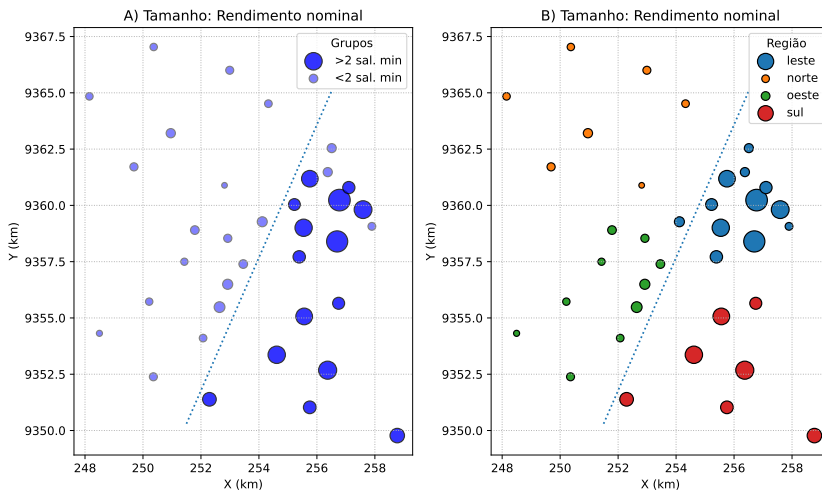 A) Tamanho: Rendimento nominal
Grupos
>2 sal. min
<2 sal. min
9367.5
9365.0
9362.5
9360.0
9357.5
9355.0
9352.5
9350.0
Y (km)
248 250 252 254 256 258
X (km)
B) Tamanho: Rendimento nominal
Região
leste
norte
oeste
sul
9367.5
9365.0
9362.5
9360.0
9357.5
9355.0
9352.5
9350.0
Y (km)
248 250 252 254 256 258
X (km)